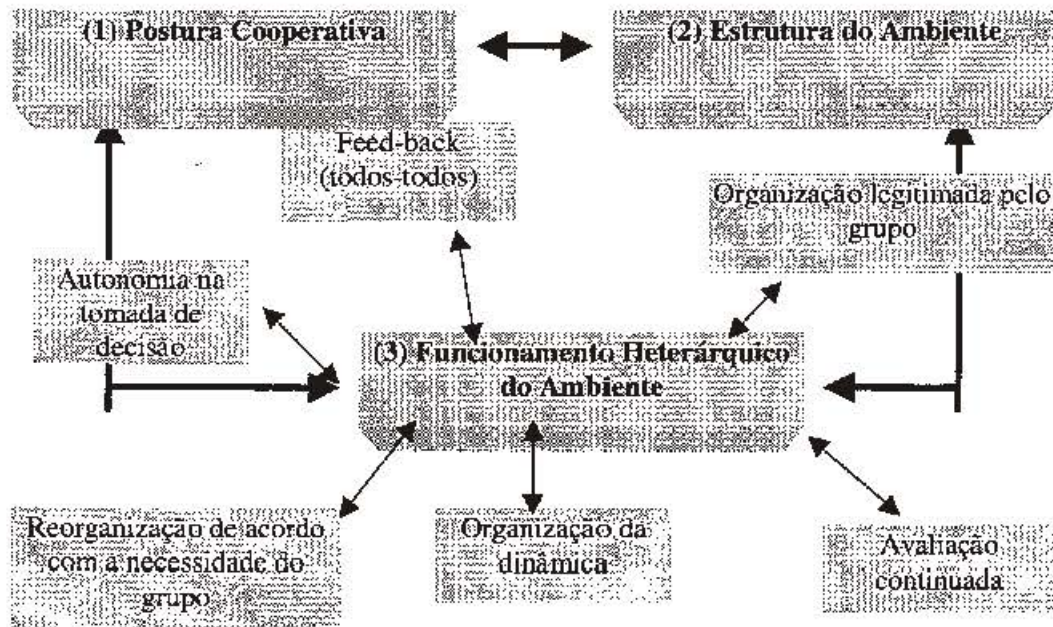 (1) Postura Cooperativa
(2) Estrutura do Ambiente
Feed-back
(todos-todos)
Organização legitimada pelo
grupo
Autonomia na
tomada de
decisão
(3) Funcionamento Heterárquico
do Ambiente
Reorganização de acordo
com a necessidade do
grupo
Organização da
dinâmica
Avaliação
continuada